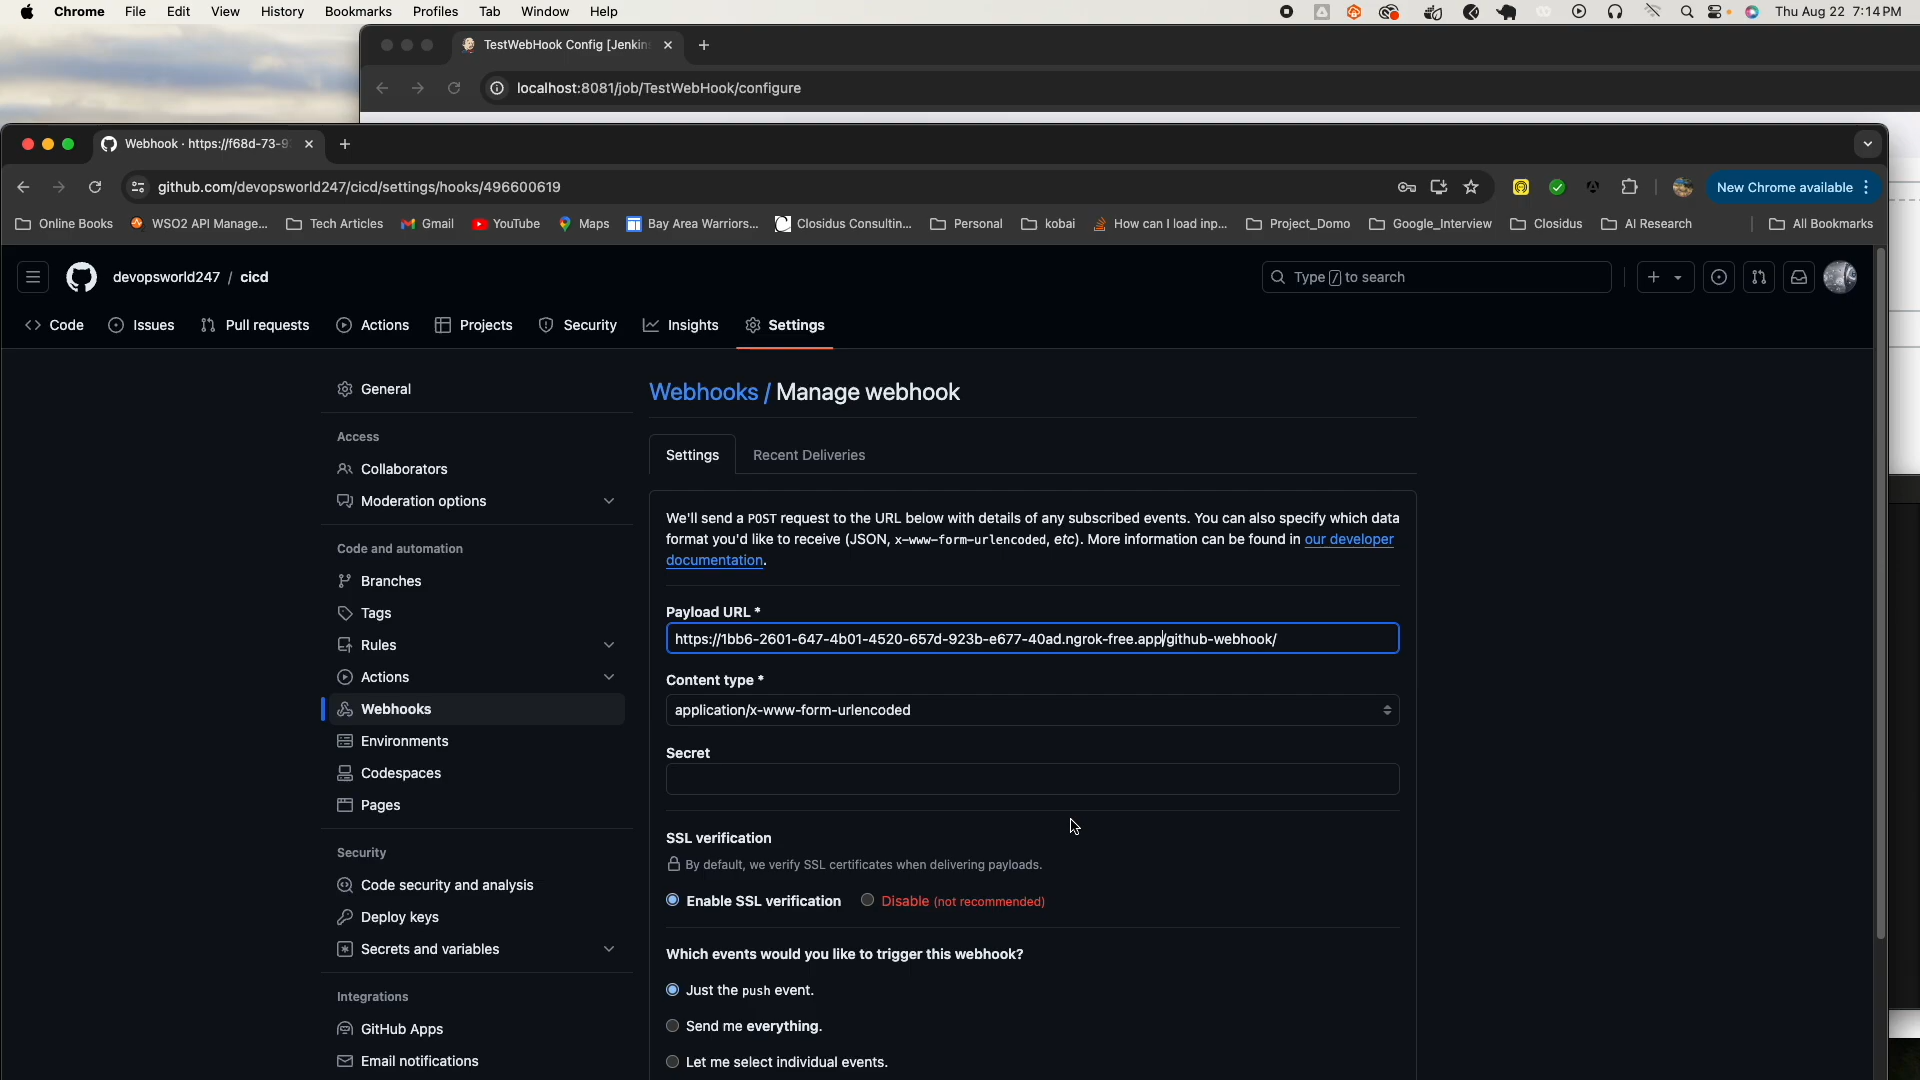 Chrome File Edit View History Bookmarks Profiles Tab Window Help Thu Aug 22 7:14 PM
TestWebHook Config [Jenkins
localhost:8081/job/TestWebHook/configure
Webhook · https://f68d-73-9
github.com/devopsworld247/cicd/settings/hooks/496600619
New Chrome available
Online Books WSO2 API Manage... Tech Articles Gmail YouTube Maps Bay Area Warriors... Closidus Consultin... Personal kobai How can I load inp... Project_Domo Google_Interview Closidus AI Research All Bookmarks
devopsworld247 / cicd
Type / to search
Code Issues Pull requests Actions Projects Security Insights Settings
General
Access
Collaborators
Moderation options
Code and automation
Branches
Tags
Rules
Actions
Webhooks
Environments
Codespaces
Pages
Security
Code security and analysis
Deploy keys
Secrets and variables
Integrations
GitHub Apps
Email notifications
Webhooks / Manage webhook
Settings Recent Deliveries
We'll send a POST request to the URL below with details of any subscribed events. You can also specify which data
format you'd like to receive (JSON, x-www-form-urlencoded, etc). More information can be found in our developer
documentation.
Payload URL *
https://1bb6-2601-647-4b01-4520-657d-923b-e677-40ad.ngrok-free.app/github-webhook/
Content type *
application/x-www-form-urlencoded
Secret
SSL verification
By default, we verify SSL certificates when delivering payloads.
Enable SSL verification Disable (not recommended)
Which events would you like to trigger this webhook?
Just the push event.
Send me everything.
Let me select individual events.